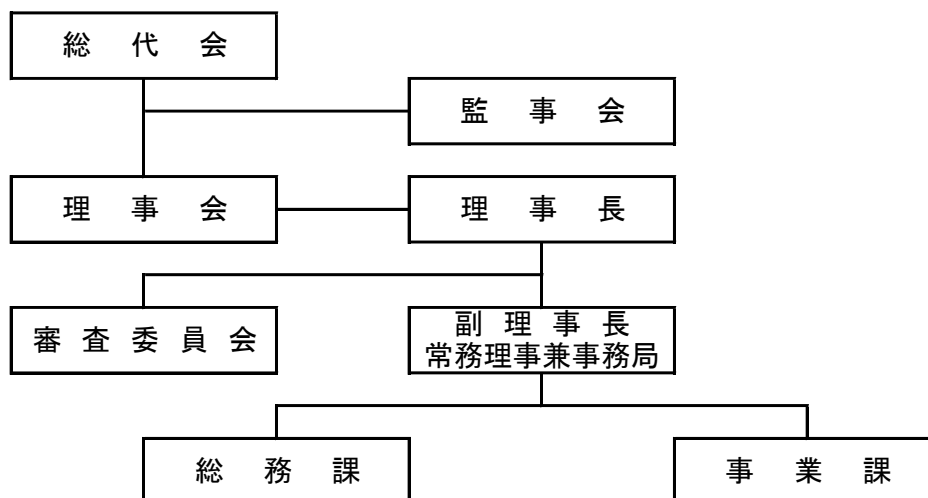 総代会
監事会
理事会
理事長
審査委員会
副理事長
常務理事兼事務局
総務課
事業課